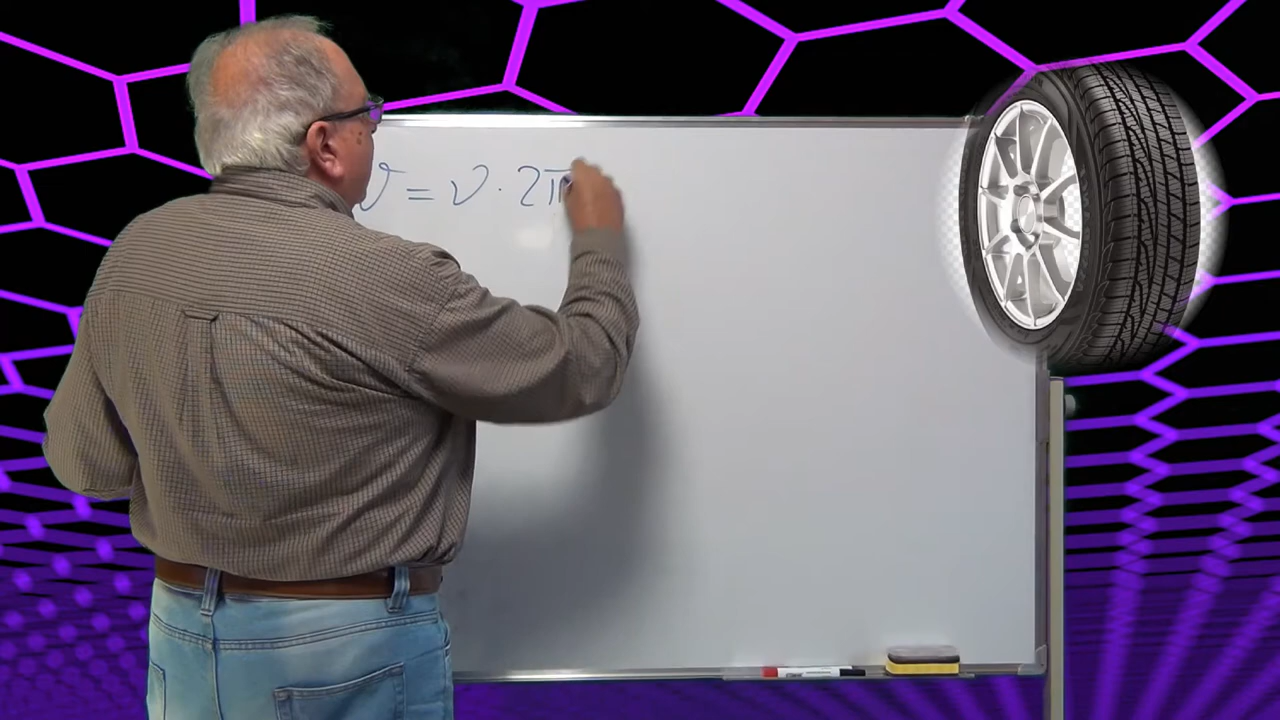 v = ν · 2π